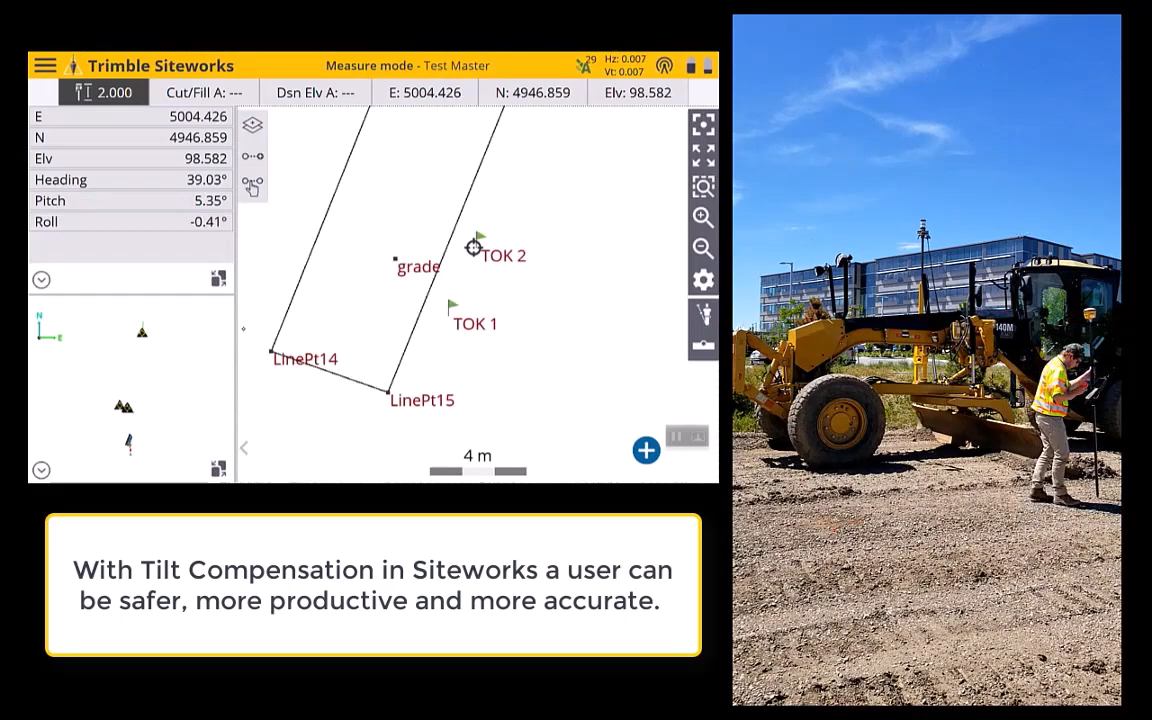 Trimble Siteworks
Measure mode - Test Master
29
Hz: 0.007
Vt: 0.007
2.000
Cut/Fill A: ---
Dsn Elv A: ---
E: 5004.426
N: 4946.859
Elv: 98.582
E 5004.426
N 4946.859
Elv 98.582
Heading 39.03°
Pitch 5.35°
Roll -0.41°
N
E
TOK 2
grade
TOK 1
LinePt14
LinePt15
4 m
With Tilt Compensation in Siteworks a user can
be safer, more productive and more accurate.
140M